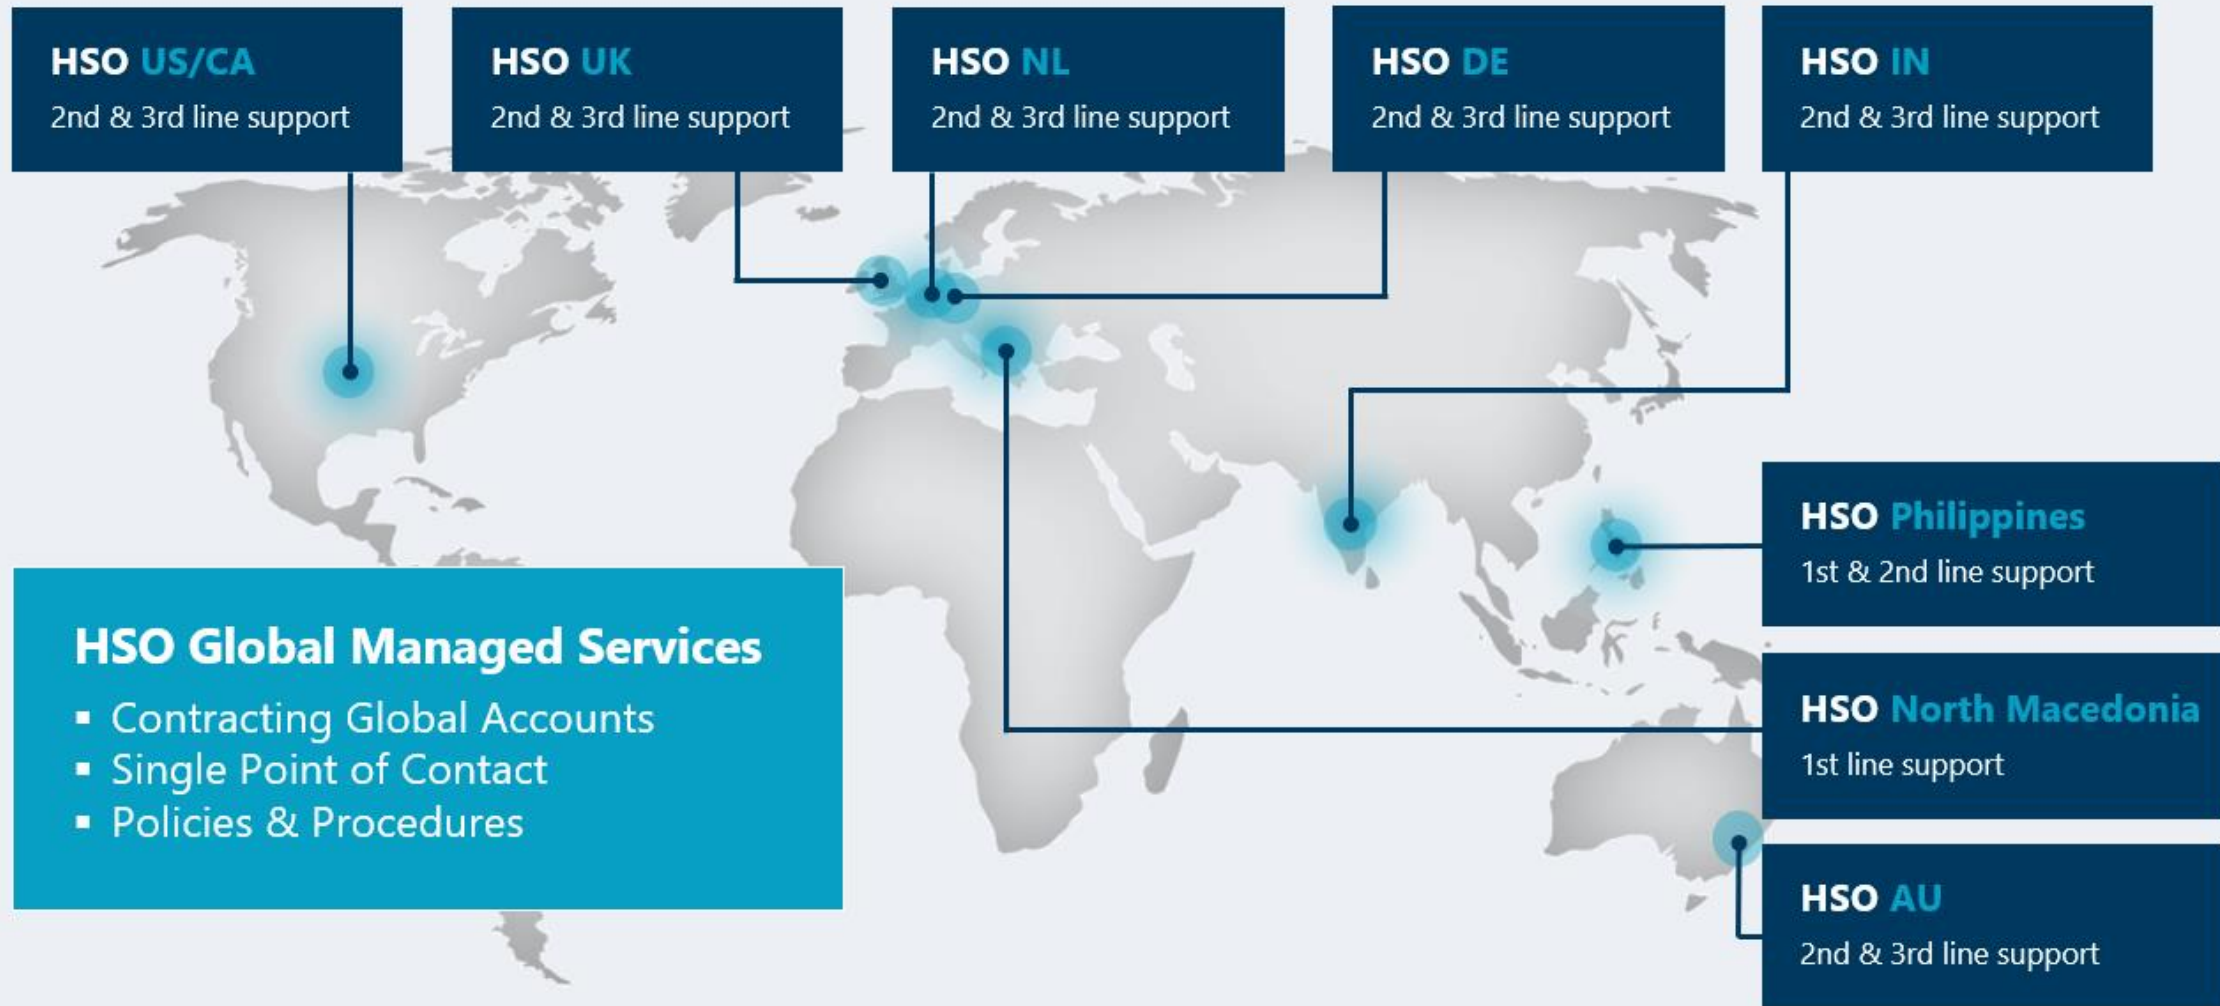 HSO US/CA
2nd & 3rd line support
HSO UK
2nd & 3rd line support
HSO NL
2nd & 3rd line support
HSO DE
2nd & 3rd line support
HSO IN
2nd & 3rd line support
HSO Philippines
1st & 2nd line support
HSO North Macedonia
1st line support
HSO AU
2nd & 3rd line support
HSO Global Managed Services
▪ Contracting Global Accounts
▪ Single Point of Contact
▪ Policies & Procedures